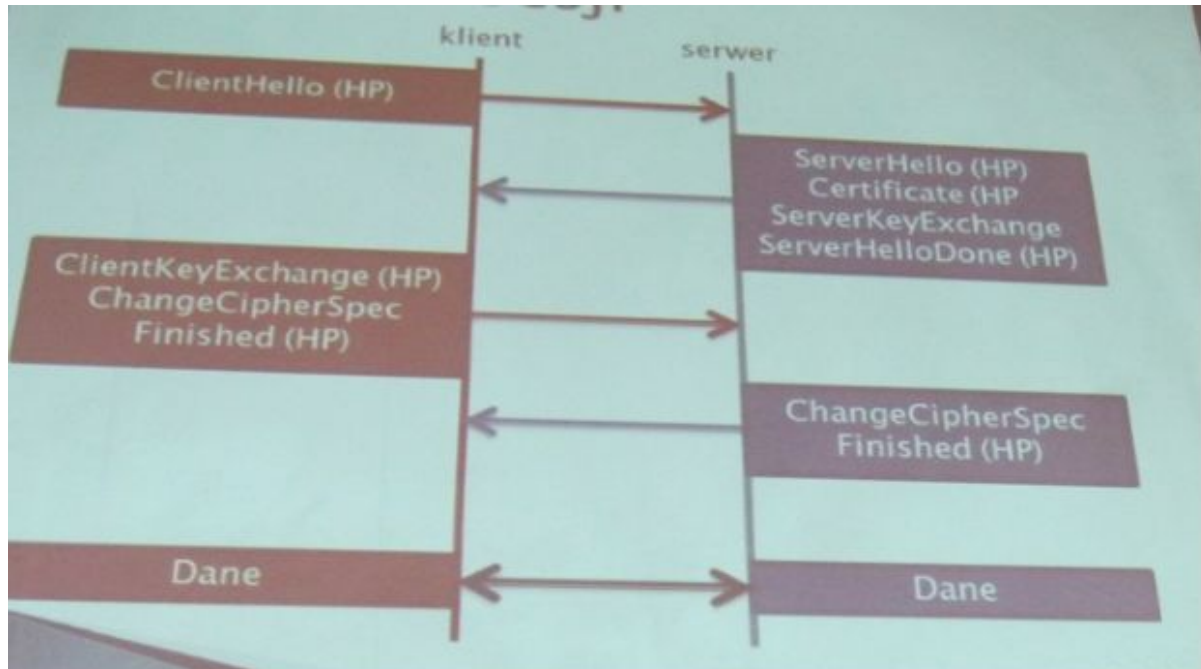 klient
serwer
ClientHello (HP)
ServerHello (HP)
Certificate (HP
ServerKeyExchange
ServerHelloDone (HP)
ClientKeyExchange (HP)
ChangeCipherSpec
Finished (HP)
ChangeCipherSpec
Finished (HP)
Dane
Dane